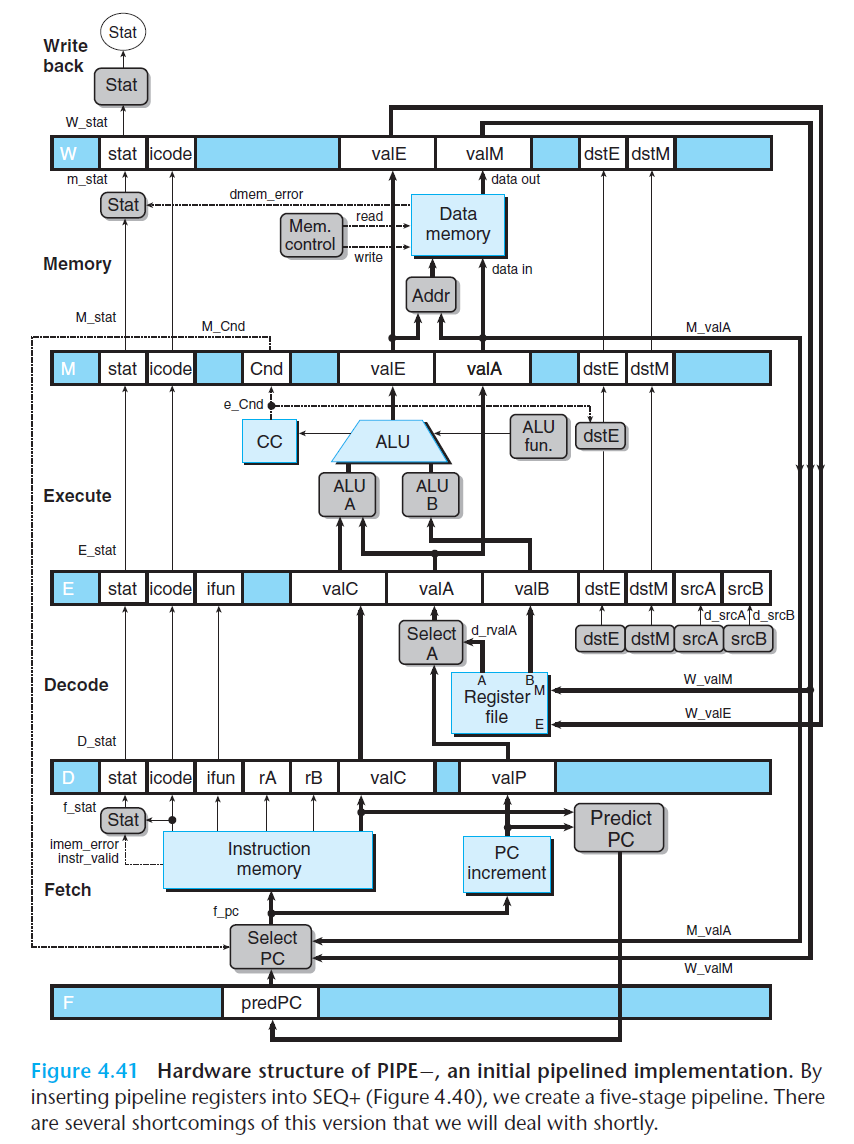 Stat
Write
back
Stat
W_stat
W stat icode valE valM dstE dstM
m_stat
data out
Stat
dmem_error
Mem.
control
read
write
Data
memory
Memory
data in
Addr
M_stat
M_Cnd
M_valA
M stat icode Cnd valE valA dstE dstM
e_Cnd
CC
ALU
ALU
fun.
dstE
ALU
A
ALU
B
Execute
E_stat
E stat icode ifun valC valA valB dstE dstM srcA srcB
d_srcA d_srcB
Select
A
d_rvalA
dstE dstM srcA srcB
Decode
A B
M
Register
file
E
W_valM
W_valE
D_stat
D stat icode ifun rA rB valC valP
f_stat
Stat
imem_error
instr_valid
Instruction
memory
PC
increment
Predict
PC
Fetch
f_pc
Select
PC
M_valA
W_valM
F predPC
Figure 4.41 Hardware structure of PIPE–, an initial pipelined implementation. By
inserting pipeline registers into SEQ+ (Figure 4.40), we create a five-stage pipeline. There
are several shortcomings of this version that we will deal with shortly.